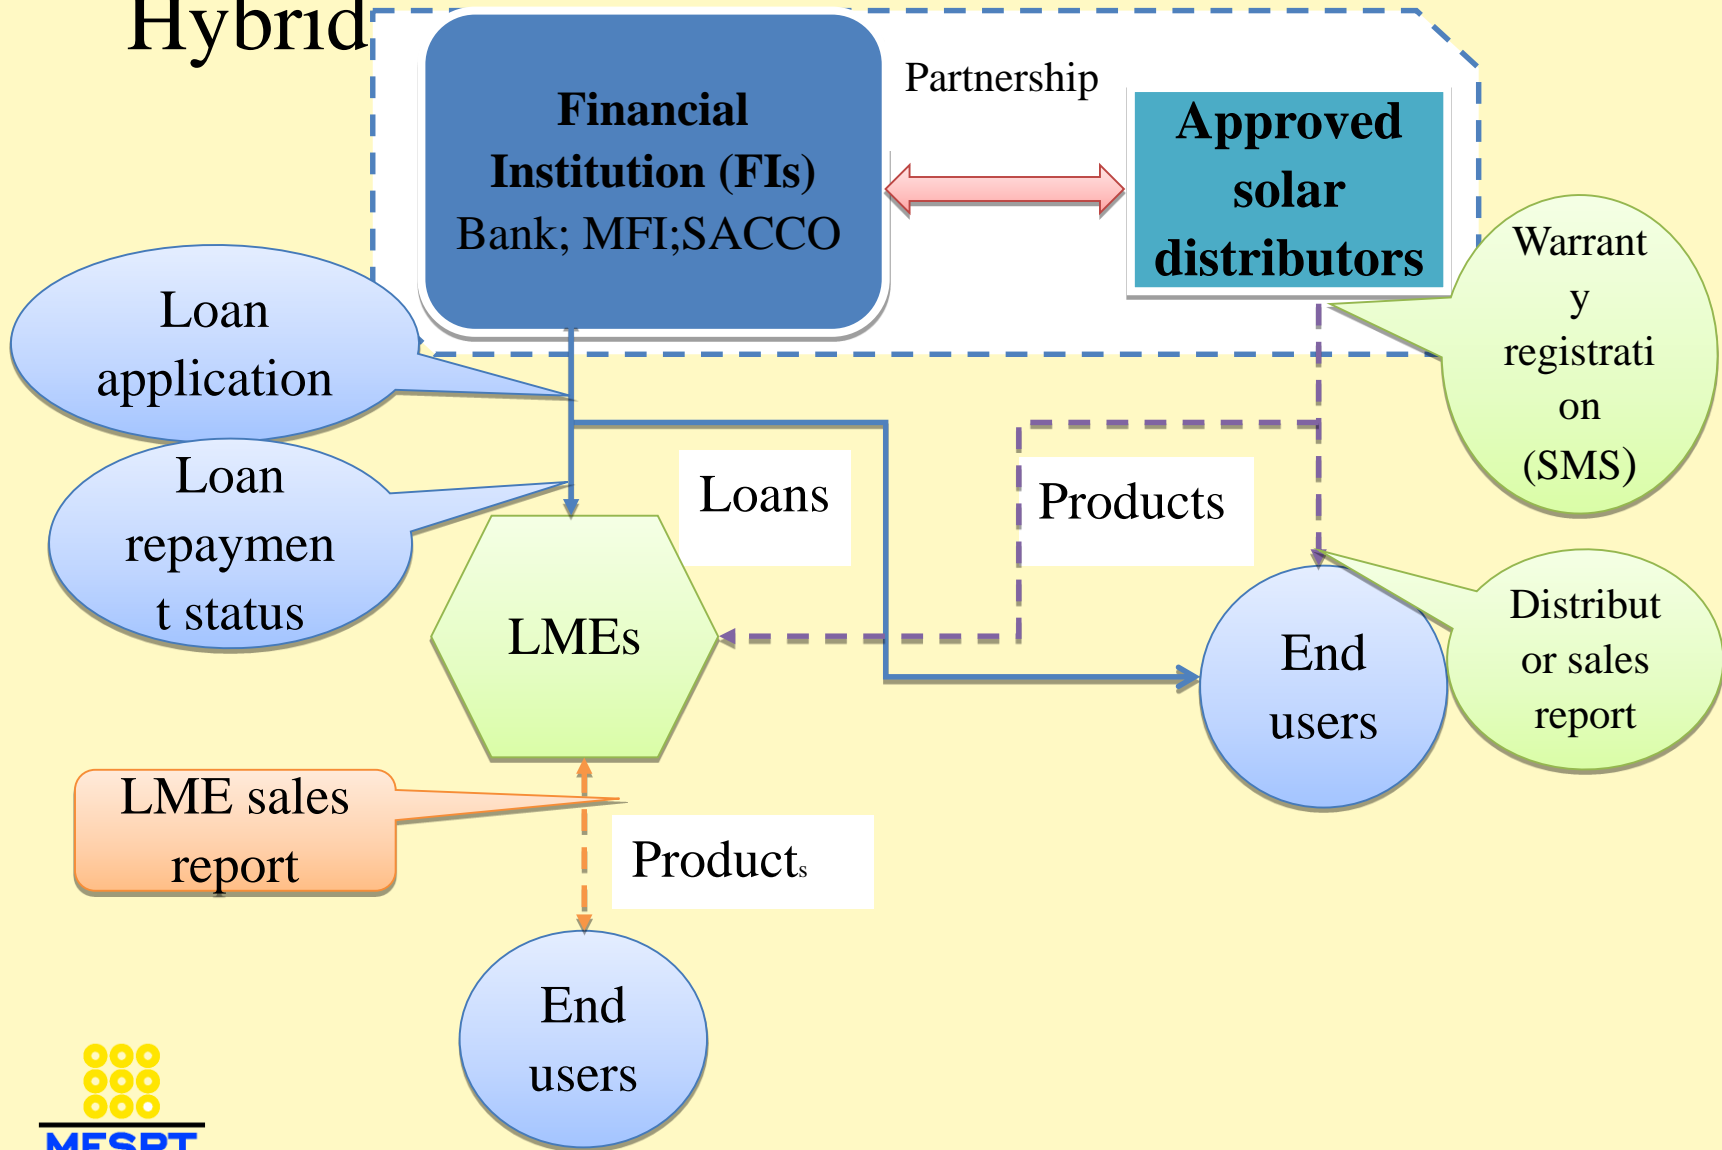 Hybrid
Financial
Institution (FIs)
Bank; MFI;SACCO
Partnership
Approved
solar
distributors
Warrant
y
registrati
on
(SMS)
Loan
application
Loan
repaymen
t status
Loans
Products
LMEs
End
users
Distribut
or sales
report
LME sales
report
Products
End
users
MESPT